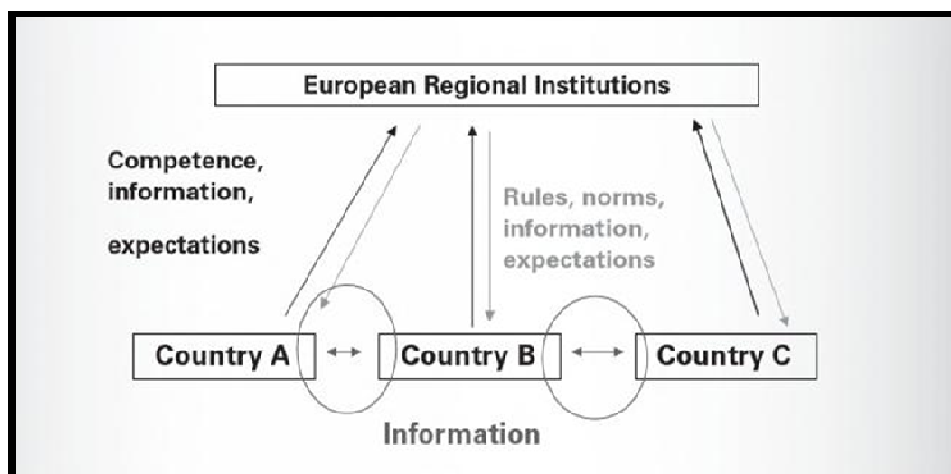 European Regional Institutions
Competence,
information,
expectations
Rules, norms,
information,
expectations
Country A
Country B
Country C
Information